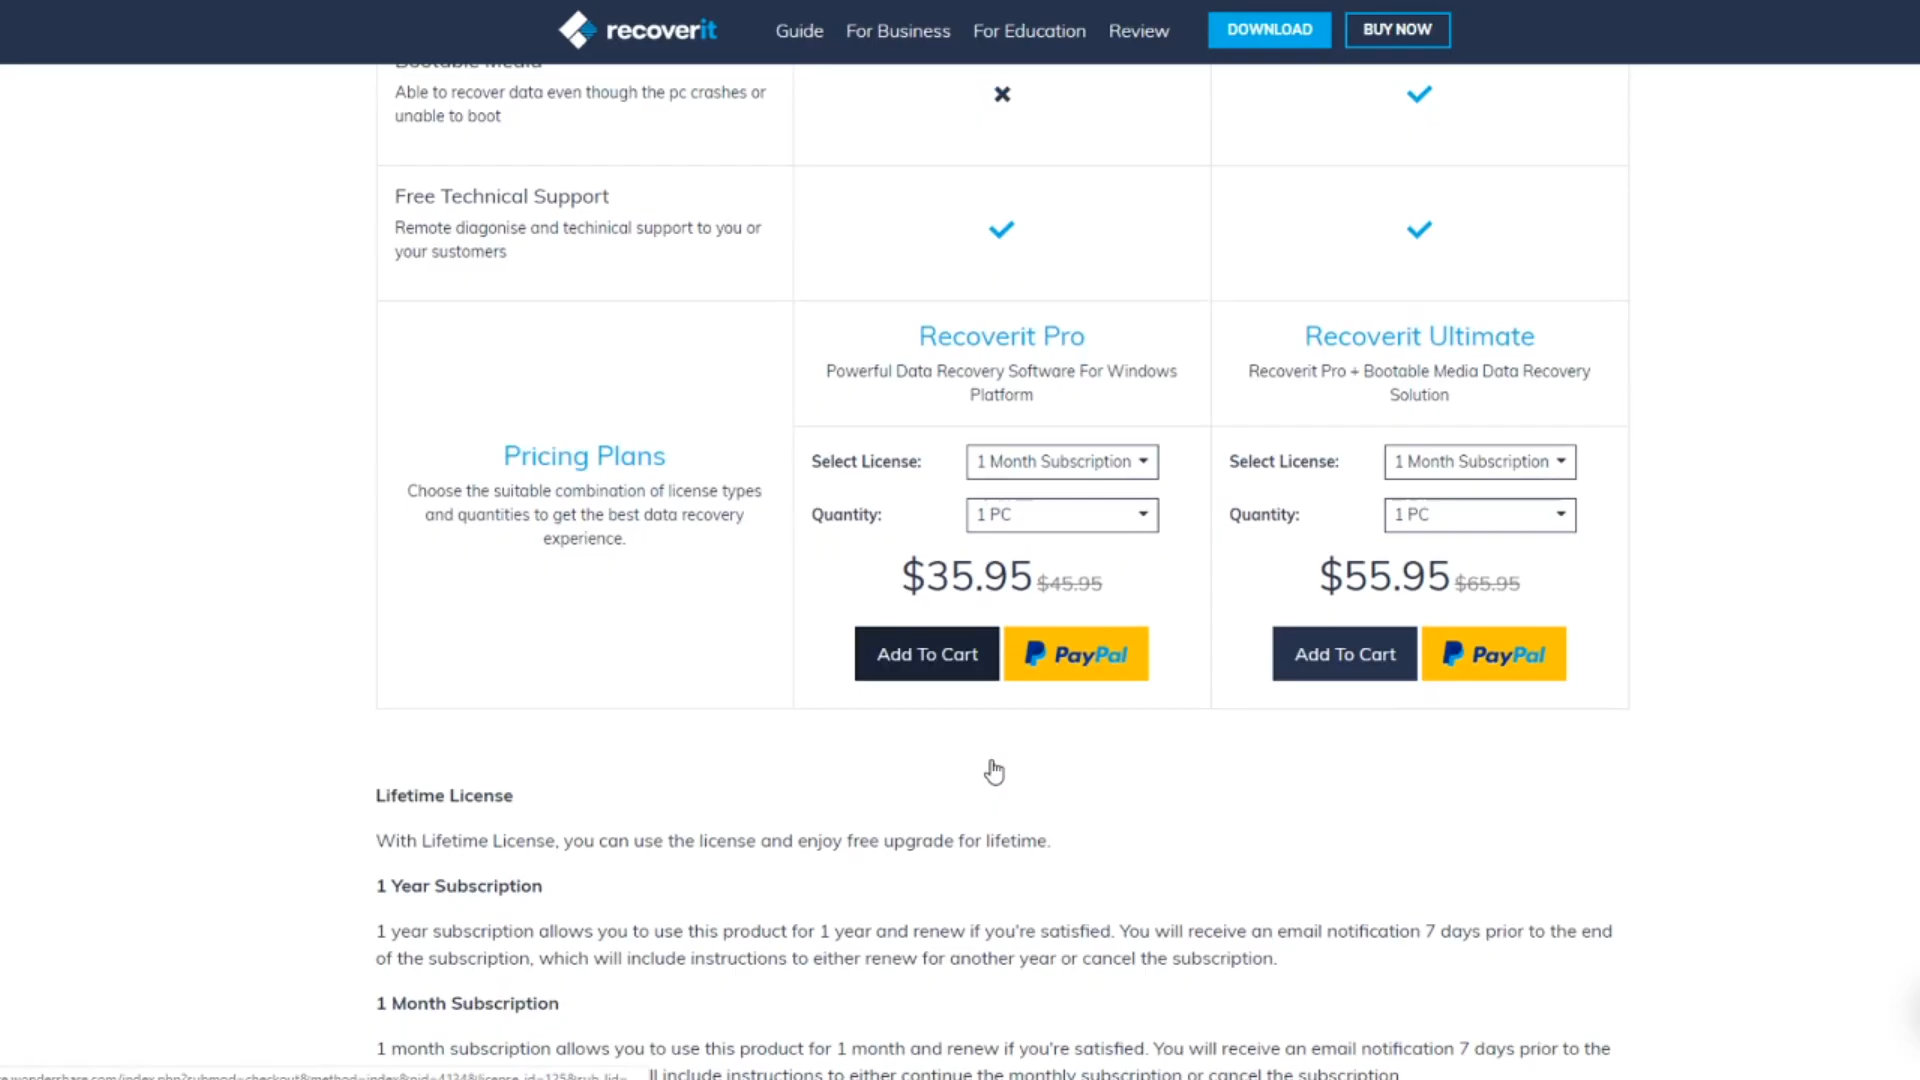 recoverit
Guide
For Business
For Education
Review
DOWNLOAD
BUY NOW
Bootable Media
Able to recover data even though the pc crashes or
unable to boot
Free Technical Support
Remote diagonise and techinical support to you or
your sustomers
Pricing Plans
Choose the suitable combination of license types
and quantities to get the best data recovery
experience.
Recoverit Pro
Powerful Data Recovery Software For Windows
Platform
Select License: 1 Month Subscription
Quantity: 1 PC
$35.95 $45.95
Add To Cart PayPal
Recoverit Ultimate
Recoverit Pro + Bootable Media Data Recovery
Solution
Select License: 1 Month Subscription
Quantity: 1 PC
$55.95 $65.95
Add To Cart PayPal
Lifetime License
With Lifetime License, you can use the license and enjoy free upgrade for lifetime.
1 Year Subscription
1 year subscription allows you to use this product for 1 year and renew if you're satisfied. You will receive an email notification 7 days prior to the end
of the subscription, which will include instructions to either renew for another year or cancel the subscription.
1 Month Subscription
1 month subscription allows you to use this product for 1 month and renew if you're satisfied. You will receive an email notification 7 days prior to the
include instructions to either continue the monthly subscription or cancel the subscription